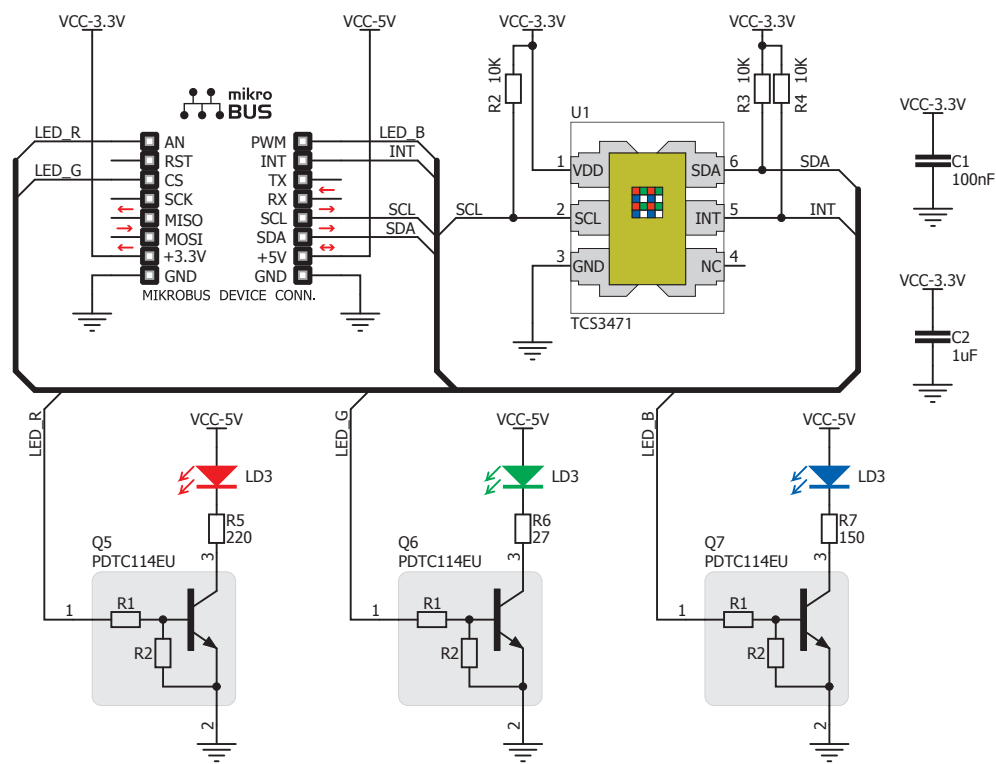 VCC-3.3V
VCC-5V
VCC-3.3V
VCC-3.3V
mikro
BUS
R2 10K
R3 10K
R4 10K
U1
VCC-3.3V
C1
100nF
LED_R
AN
PWM
LED_B
RST
INT
INT
LED_G
CS
TX
SCK
RX
MISO
SCL
SCL
SCL
MOSI
SDA
SDA
+3.3V
+5V
GND
GND
MIKROBUS DEVICE CONN.
1
VDD
SDA
6
SDA
2
SCL
INT
5
INT
3
GND
NC
4
TCS3471
VCC-3.3V
C2
1uF
LED_R
VCC-5V
LD3
R5
220
Q5
PDTC114EU
3
1
R1
R2
2
LED_G
VCC-5V
LD3
R6
27
Q6
PDTC114EU
3
1
R1
R2
2
LED_B
VCC-5V
LD3
R7
150
Q7
PDTC114EU
3
1
R1
R2
2